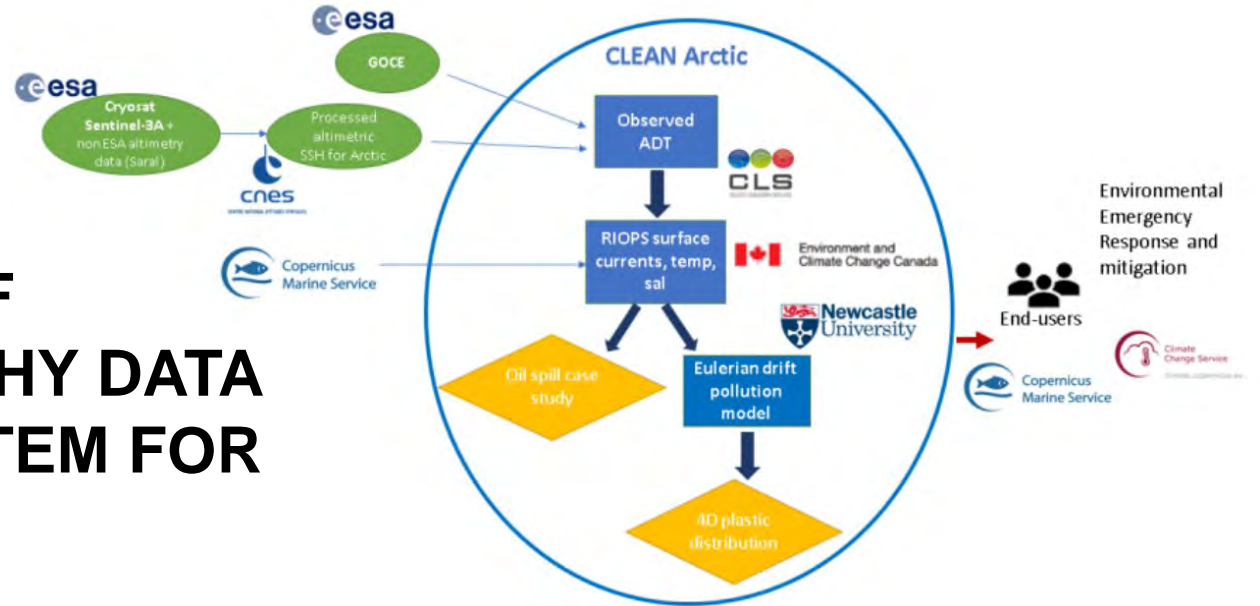 esa
GOCE
esa
Cryosat
Sentinel-3A +
non ESA altimetry
data (Saral)
Processed
altimetric
SSH for Arctic
cnes
Copernicus
Marine Service
F
HY DATA
TEM FOR
CLEAN Arctic
Observed
ADT
CLS
RIOPS surface
currents, temp,
sal
Environment and
Climate Change Canada
Newcastle
University
Oil spill case
study
Eulerian drift
pollution
model
4D plastic
distribution
Environmental
Emergency
Response and
mitigation
End-users
Copernicus
Marine Service
Climate
Change Service